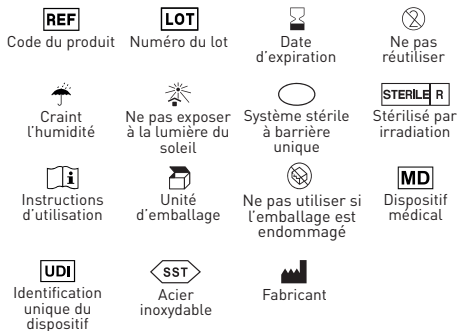 REF
LOT
2
Code du produit
Numéro du lot
Date
d'expiration
Ne pas
réutiliser
STERILE R
Craint
l'humidité
Ne pas exposer
à la lumière du
soleil
Système stérile
à barrière
unique
Stérilisé par
irradiation
i
MD
Instructions
d'utilisation
Unité
d'emballage
Ne pas utiliser si
l'emballage est
endommagé
Dispositif
médical
UDI
SST
Identification
unique du
dispositif
Acier
inoxydable
Fabricant